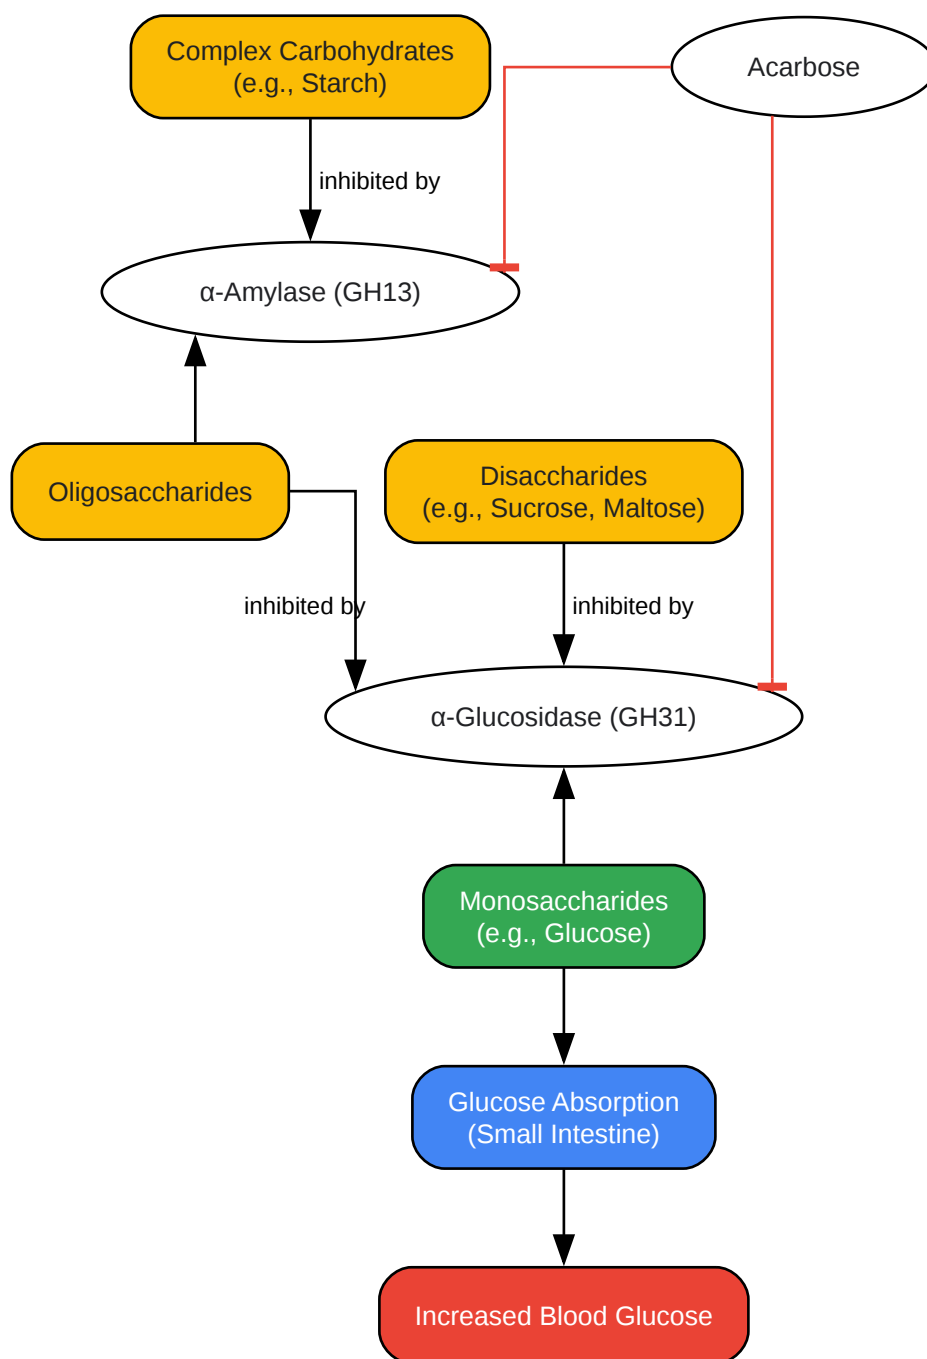 Complex Carbohydrates
(e.g., Starch)
Acarbose
inhibited by
α-Amylase (GH13)
Oligosaccharides
Disaccharides
(e.g., Sucrose, Maltose)
inhibited by
inhibited by
α-Glucosidase (GH31)
Monosaccharides
(e.g., Glucose)
Glucose Absorption
(Small Intestine)
Increased Blood Glucose